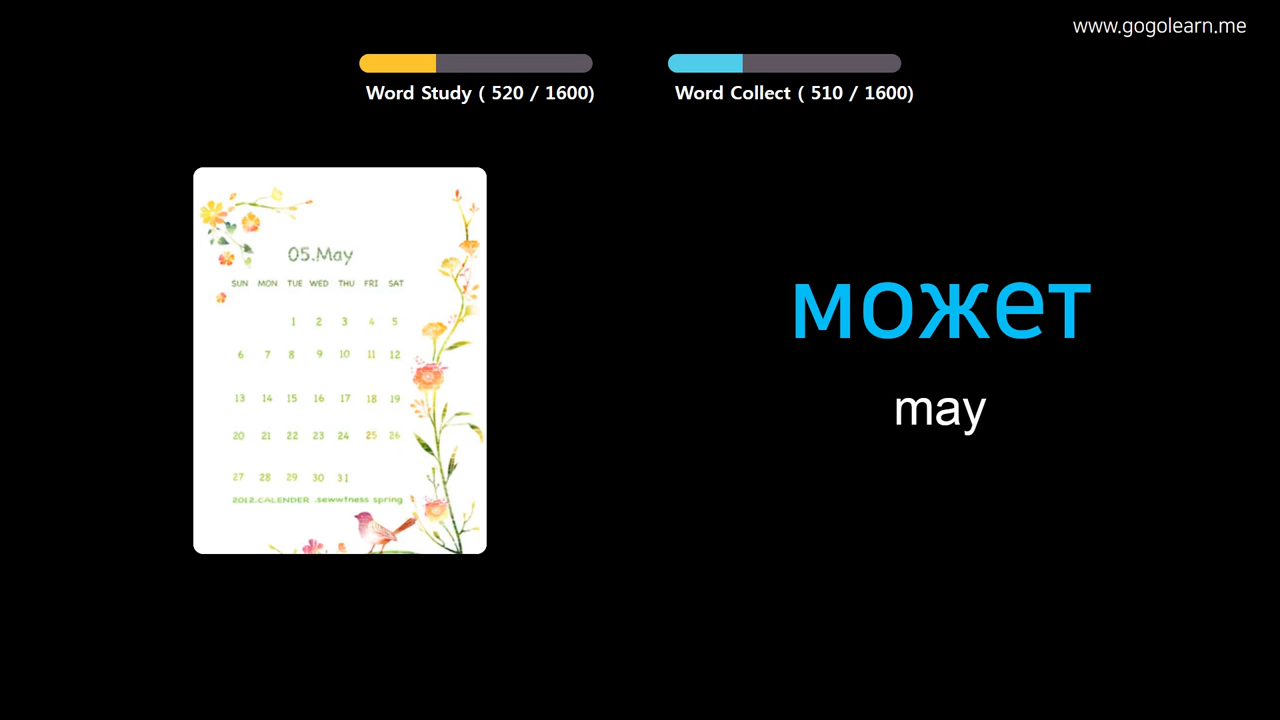 www.gogolearn.me
Word Study ( 520 / 1600)
Word Collect ( 510 / 1600)
05.May
SUN MON TUE WED THU FRI SAT
1 2 3 4 5
6 7 8 9 10 11 12
13 14 15 16 17 18 19
20 21 22 23 24 25 26
27 28 29 30 31
2012.CALENDER .sewwtness spring
может
may